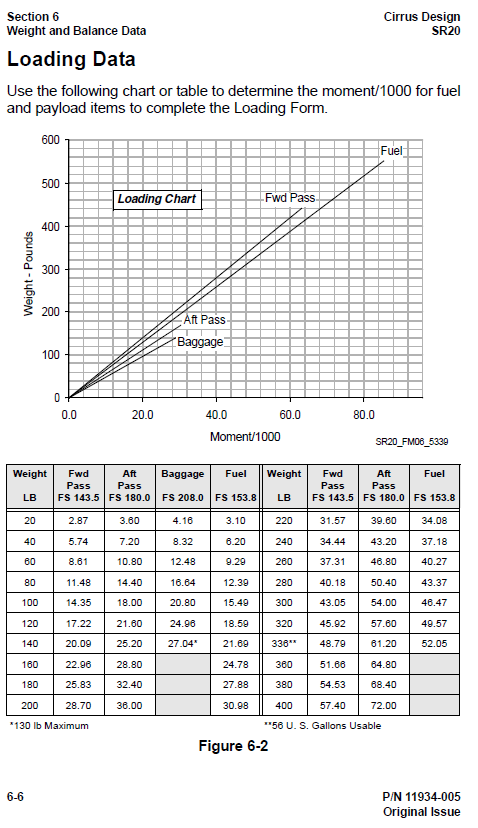 Section 6
Weight and Balance Data
Cirrus Design
SR20
Loading Data
Use the following chart or table to determine the moment/1000 for fuel
and payload items to complete the Loading Form.
600
500
400
300
200
100
0
Weight - Pounds
Loading Chart
Fuel
Fwd Pass
Aft Pass
Baggage
0.0 20.0 40.0 60.0 80.0
Moment/1000
SR20_FM06_5339
Weight Fwd Aft Baggage Fuel Weight Fwd Aft Fuel
Pass Pass Pass Pass
LB FS 143.5 FS 180.0 FS 208.0 FS 153.8 LB FS 143.5 FS 180.0 FS 153.8
20 2.87 3.60 4.16 3.10 220 31.57 39.60 34.08
40 5.74 7.20 8.32 6.20 240 34.44 43.20 37.18
60 8.61 10.80 12.48 9.29 260 37.31 46.80 40.27
80 11.48 14.40 16.64 12.39 280 40.18 50.40 43.37
100 14.35 18.00 20.80 15.49 300 43.05 54.00 46.47
120 17.22 21.60 24.96 18.59 320 45.92 57.60 49.57
140 20.09 25.20 27.04* 21.69 336** 48.79 61.20 52.05
160 22.96 28.80 24.78 360 51.66 64.80
180 25.83 32.40 27.88 380 54.53 68.40
200 28.70 36.00 30.98 400 57.40 72.00
*130 lb Maximum
**56 U. S. Gallons Usable
Figure 6-2
6-6
P/N 11934-005
Original Issue